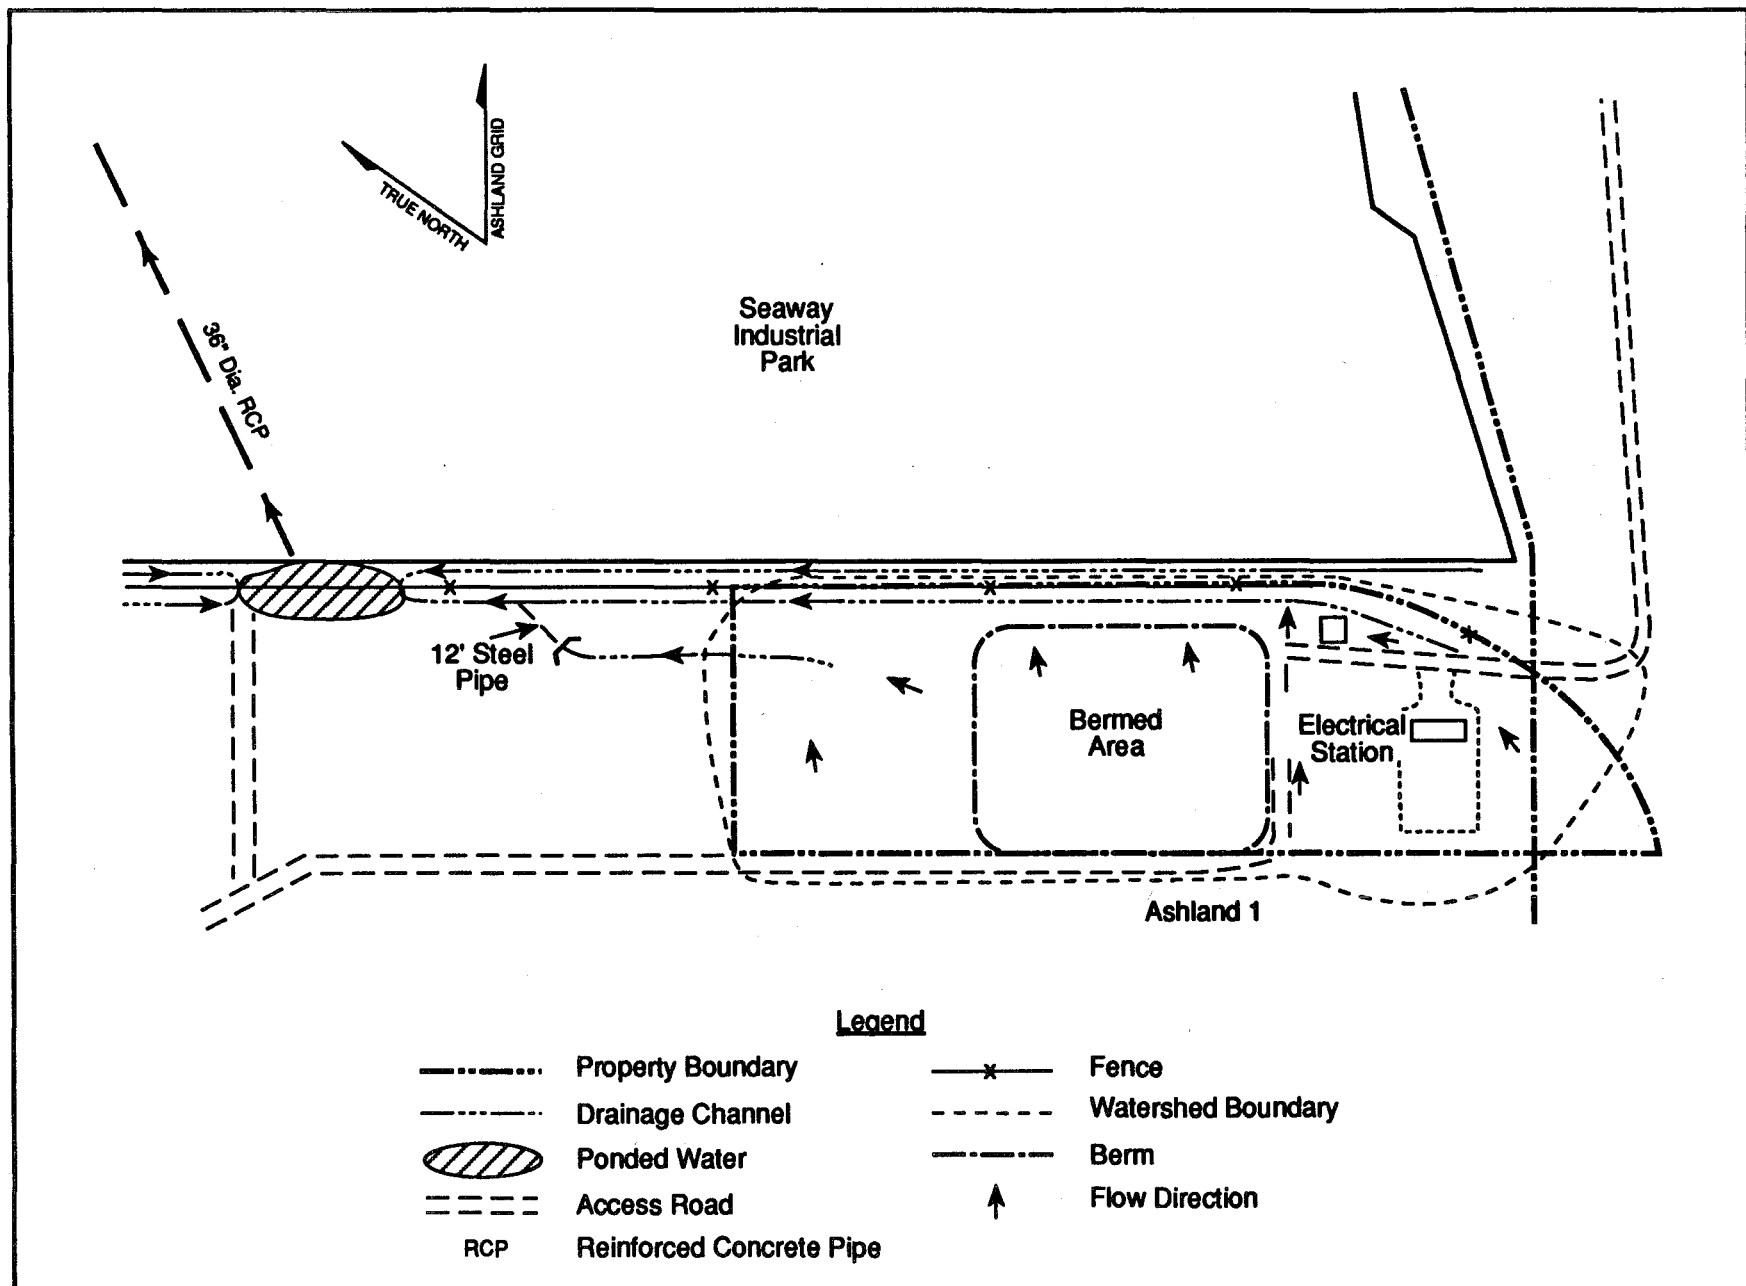 ASHLAND GRID
TRUE NORTH
Seaway
Industrial
Park
36" Dia. RCP
12' Steel
Pipe
Bermed
Area
Electrical
Station
Ashland 1
Legend
Property Boundary
Drainage Channel
Ponded Water
Access Road
RCP Reinforced Concrete Pipe
Fence
Watershed Boundary
Berm
Flow Direction